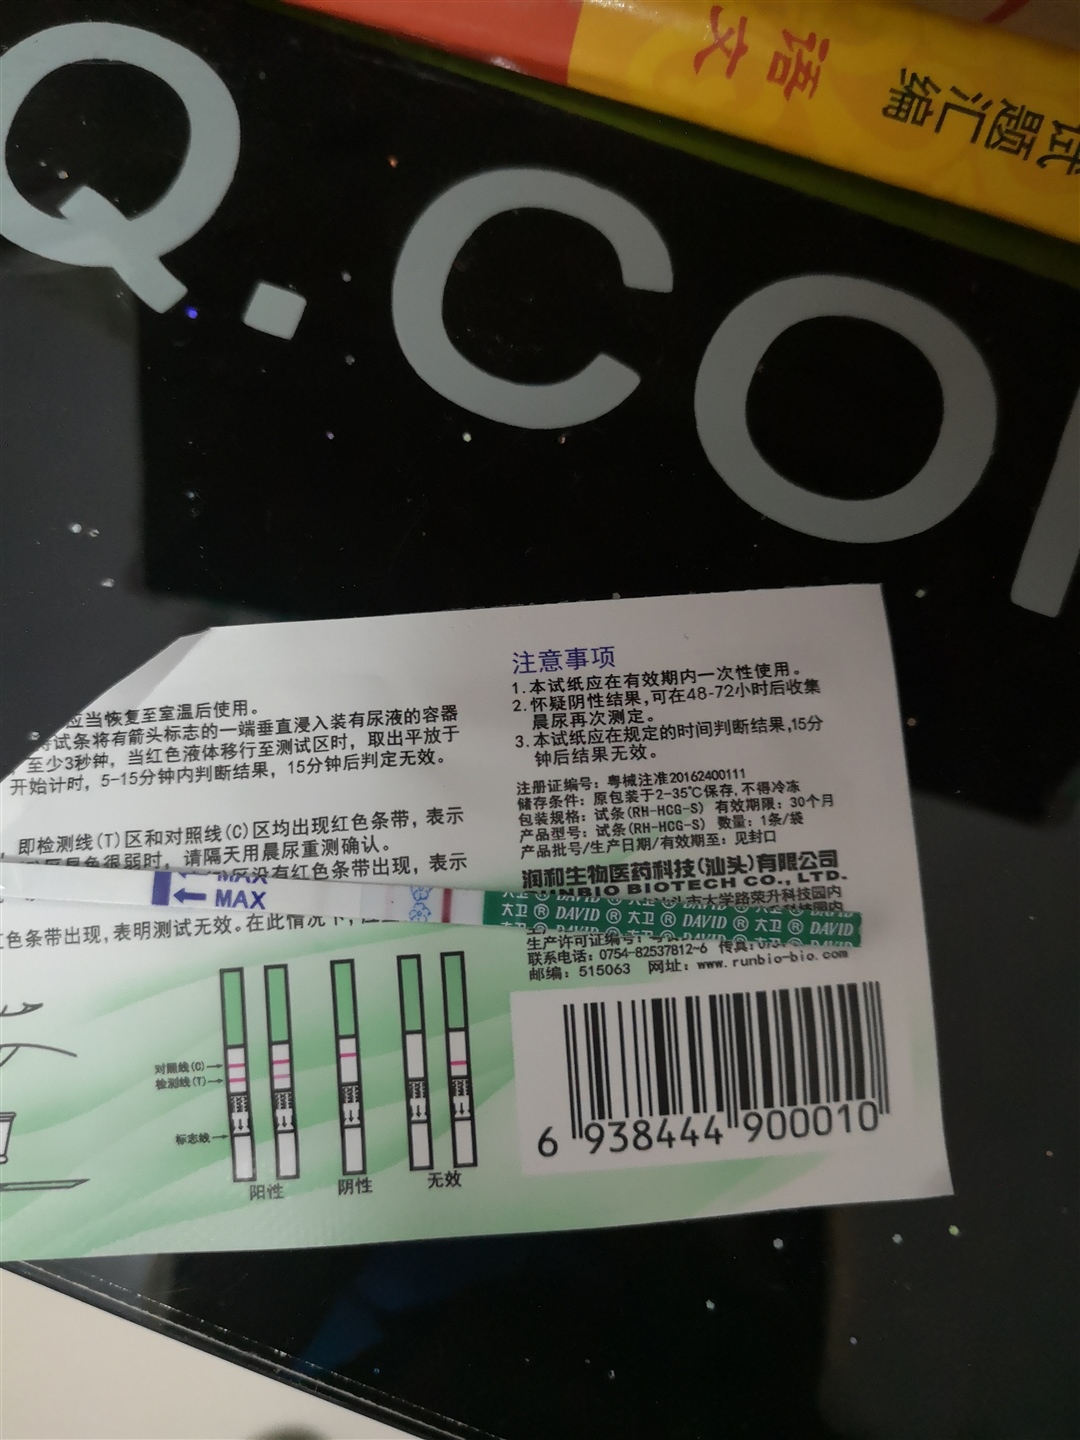 语文
试题汇编
Q.CO
应当恢复至室温后使用。
试条将有箭头标志的一端垂直浸入装有尿液的容器
至少3秒钟，当红色液体移行至测试区时，取出平放于
开始计时，5-15分钟内判断结果，15分钟后判定无效。
即检测线(T)区和对照线(C)区均出现红色条带，表示
色很弱时，请隔天用晨尿重测确认。
区没有红色条带出现，表示
色条带出现，表明测试无效。在此情况下，
MAX
MAX
注意事项
1.本试纸应在有效期内一次性使用。
2.怀疑阴性结果，可在48-72小时后收集
晨尿再次测定。
3.本试纸应在规定的时间判断结果，15分
钟后结果无效。
注册证编号：粤械注准20162400111
储存条件：原包装于2-35℃保存，不得冷冻
包装规格：试条(RH-HCG-S) 有效期限：30个月
产品型号：试条(RH-HCG-S) 数量：1条/袋
产品批号/生产日期/有效期至：见封口
润和生物医药科技(汕头)有限公司
UNBIO BIOTECH CO., LTD.
大学路荣升科技园内
大卫 ® DAVID ® 大卫 ® DAVID ® 大卫 ® DAVID
生产许可证编号：
联系电话：0754-82537812-6 传真：
邮编：515063 网址：www.runbio-bio.com
对照线(C)
检测线(T)
标志线
阳性 阴性 无效
6 938444 900010